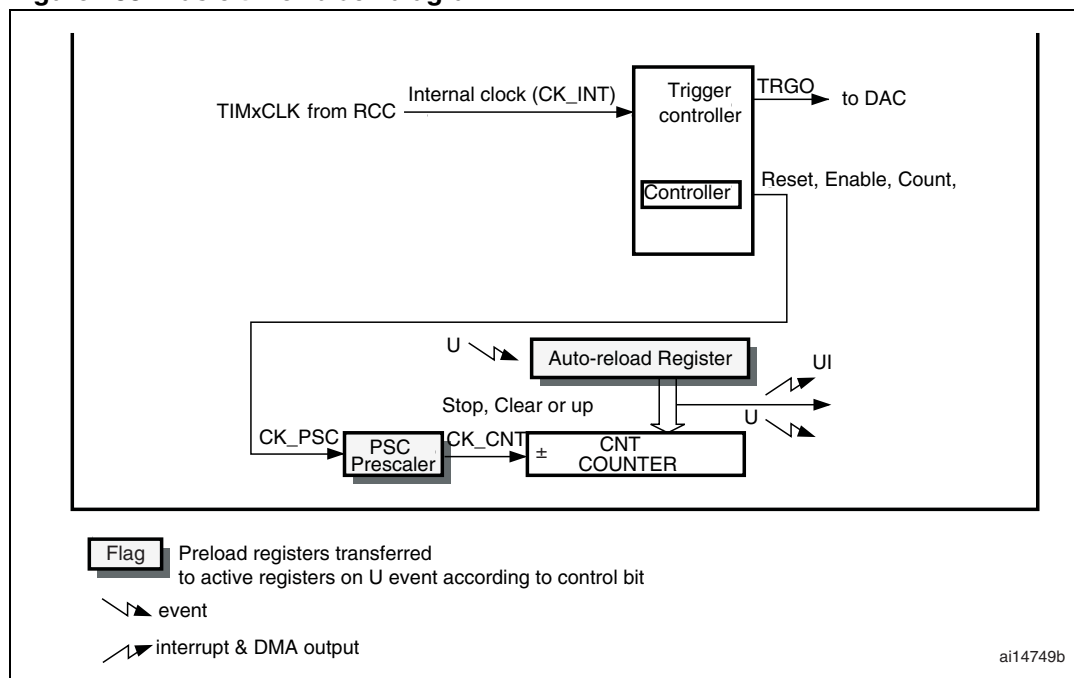 TIMxCLK from RCC
Internal clock (CK_INT)
Trigger
controller
TRGO
to DAC
Controller
Reset, Enable, Count,
U
Auto-reload Register
UI
Stop, Clear or up
U
CK_PSC
PSC
Prescaler
CK_CNT
±
CNT
COUNTER
Flag
Preload registers transferred
to active registers on U event according to control bit
event
interrupt & DMA output
ai14749b